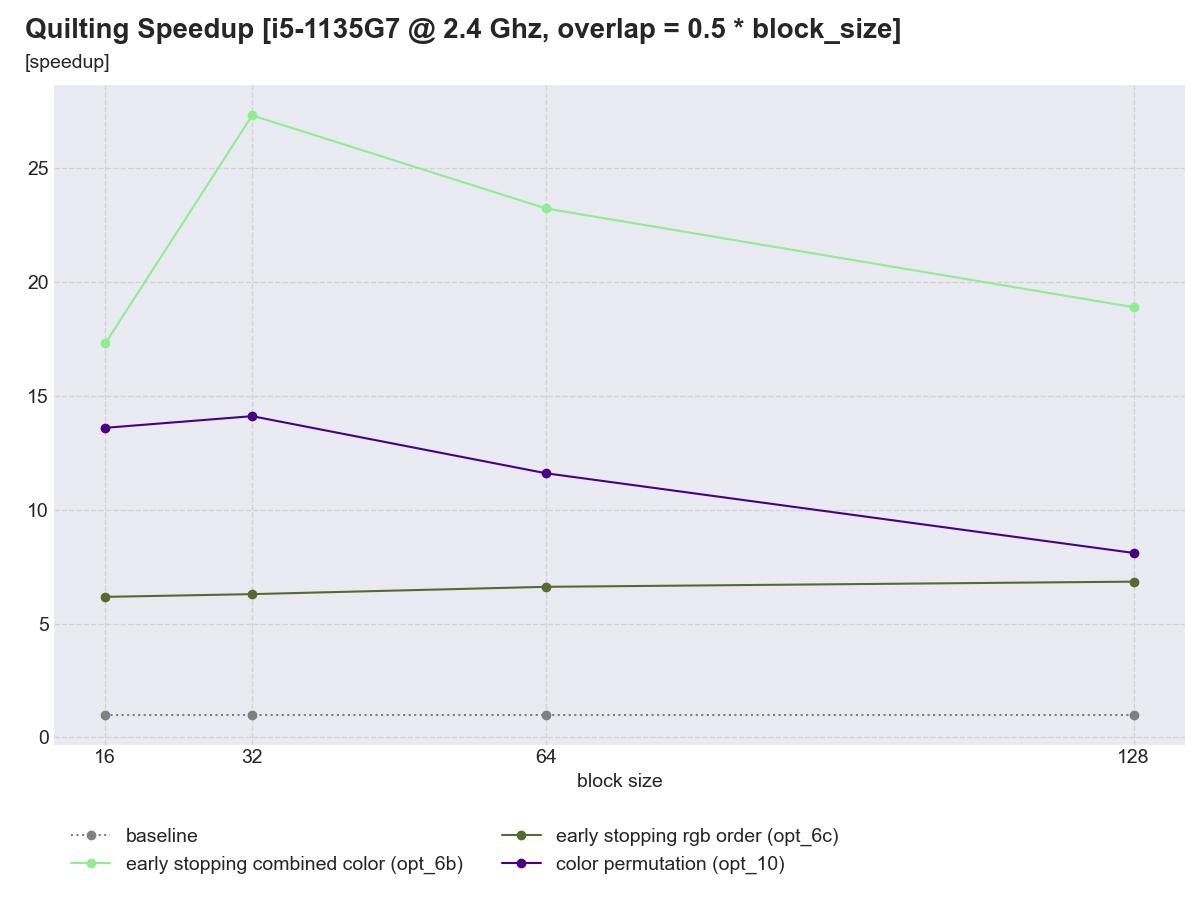 Quilting Speedup [i5-1135G7 @ 2.4 Ghz, overlap = 0.5 * block_size]
[speedup]
25
20
15
10
5
0
16 32 64 128
block size
baseline
early stopping combined color (opt_6b)
early stopping rgb order (opt_6c)
color permutation (opt_10)